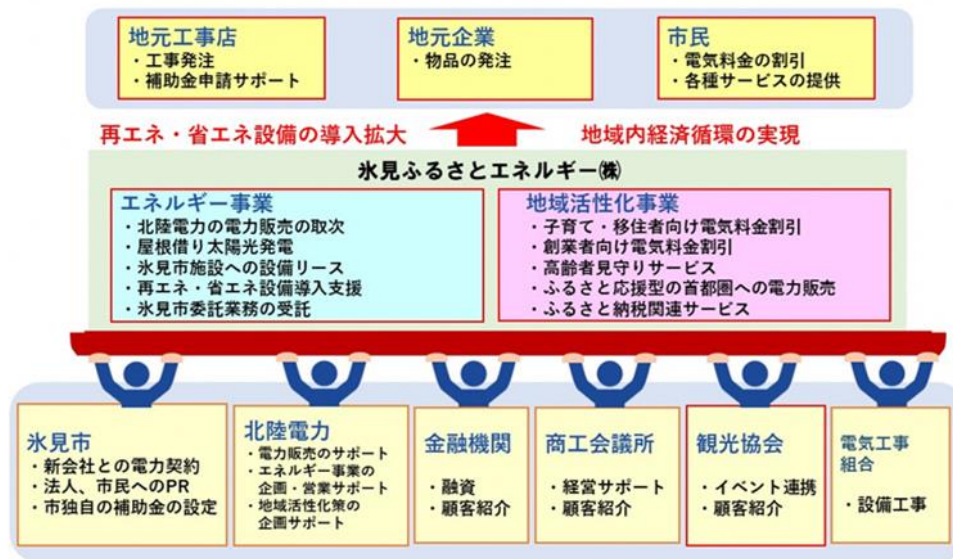 地元工事店
・工事発注
・補助金申請サポート
地元企業
・物品の発注
市民
・電気料金の割引
・各種サービスの提供
再エネ・省エネ設備の導入拡大
地域内経済循環の実現
氷見ふるさとエネルギー㈱
エネルギー事業
・北陸電力の電力販売の取次
・屋根借り太陽光発電
・氷見市施設への設備リース
・再エネ・省エネ設備導入支援
・氷見市委託業務の受託
地域活性化事業
・子育て・移住者向け電気料金割引
・創業者向け電気料金割引
・高齢者見守りサービス
・ふるさと応援型の首都圏への電力販売
・ふるさと納税関連サービス
氷見市
・新会社との電力契約
・法人、市民へのPR
・市独自の補助金の設定
北陸電力
・電力販売のサポート
・エネルギー事業の
企画・営業サポート
・地域活性化策の
企画サポート
金融機関
・融資
・顧客紹介
商工会議所
・経営サポート
・顧客紹介
観光協会
・イベント連携
・顧客紹介
電気工事
組合
・設備工事